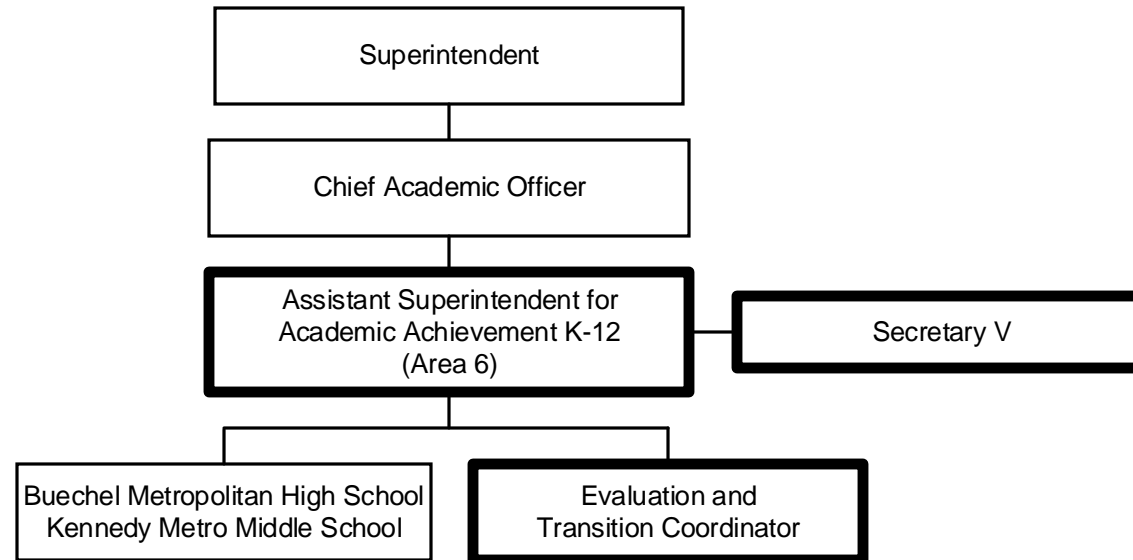 Superintendent
Chief Academic Officer
Assistant Superintendent for
Academic Achievement K-12
(Area 6)
Secretary V
Buechel Metropolitan High School
Kennedy Metro Middle School
Evaluation and
Transition Coordinator